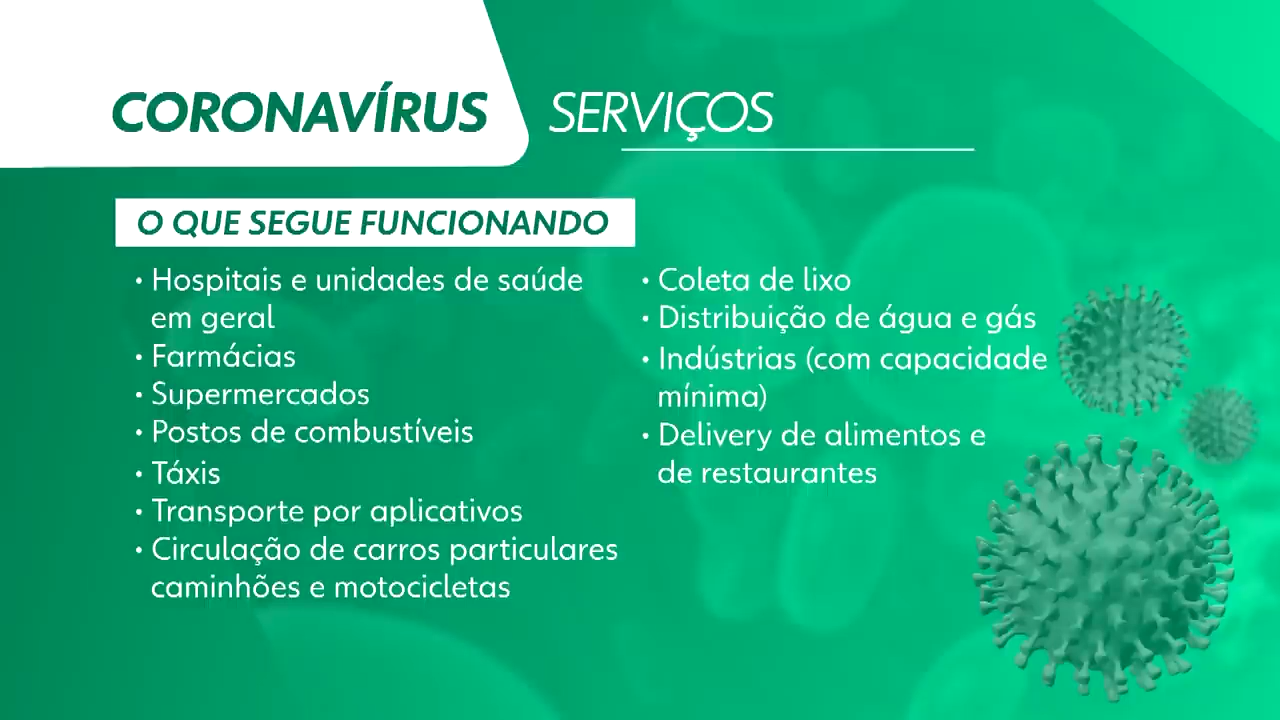 CORONAVÍRUS SERVIÇOS
O QUE SEGUE FUNCIONANDO
• Hospitais e unidades de saúde
em geral
• Farmácias
• Supermercados
• Postos de combustíveis
• Táxis
• Transporte por aplicativos
• Circulação de carros particulares
caminhões e motocicletas
• Coleta de lixo
• Distribuição de água e gás
• Indústrias (com capacidade
mínima)
• Delivery de alimentos e
de restaurantes